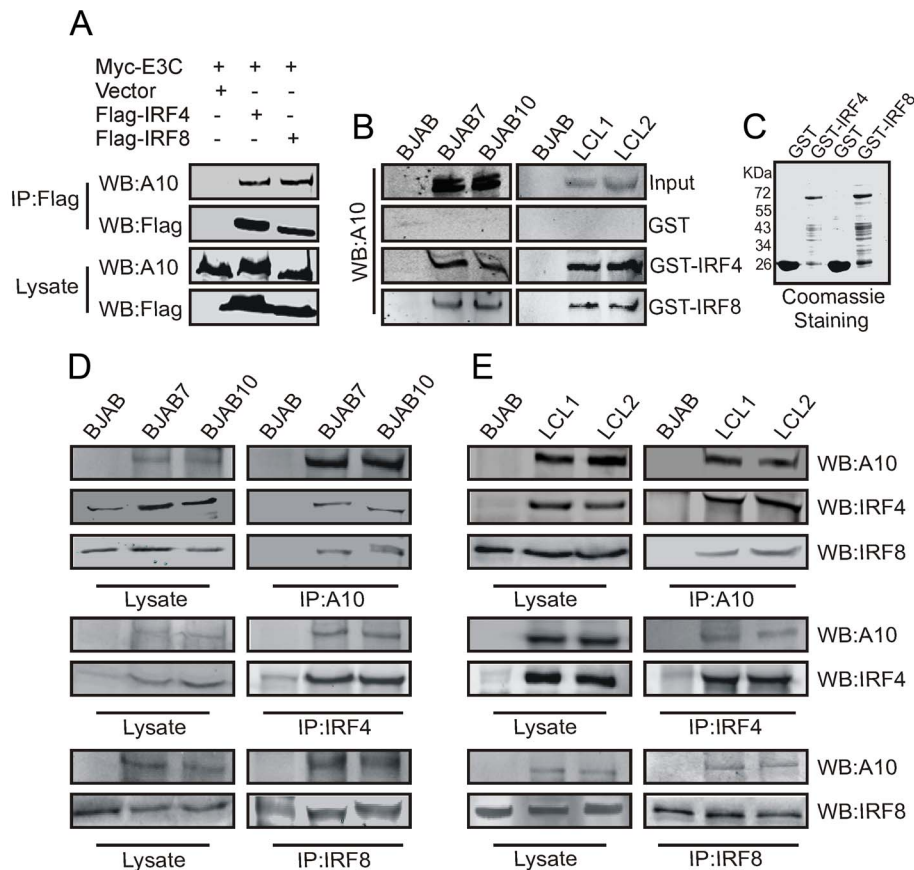 A
Myc-E3C + + +
Vector + - -
Flag-IRF4 - + -
Flag-IRF8 - - +
IP:Flag
WB:A10
WB:Flag
Lysate
WB:A10
WB:Flag
B
BJAB BJAB7 BJAB10 BJAB LCL1 LCL2
WB:A10
Input
GST
GST-IRF4
GST-IRF8
C
GST GST-IRF4 GST GST-IRF8
KDa
72
55
43
34
26
Coomassie
Staining
D
BJAB BJAB7 BJAB10 BJAB BJAB7 BJAB10
Lysate IP:A10
Lysate IP:IRF4
Lysate IP:IRF8
E
BJAB LCL1 LCL2 BJAB LCL1 LCL2
WB:A10
WB:IRF4
WB:IRF8
Lysate IP:A10
WB:A10
WB:IRF4
Lysate IP:IRF4
WB:A10
WB:IRF8
Lysate IP:IRF8